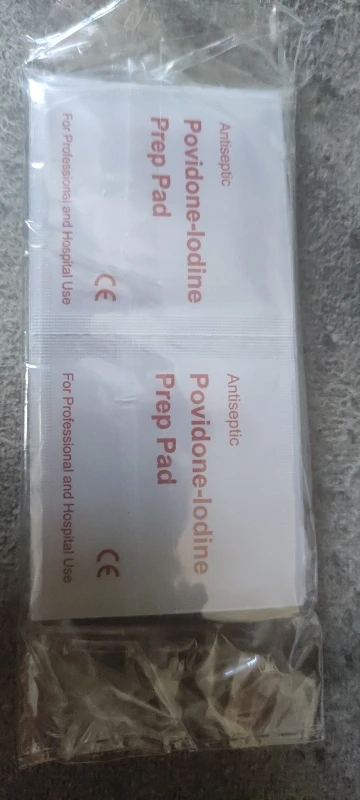 Antiseptic
Povidone-Iodine
Prep Pad
CE
For Professional and Hospital Use
Antiseptic
Povidone-Iodine
Prep Pad
CE
For Professional and Hospital Use